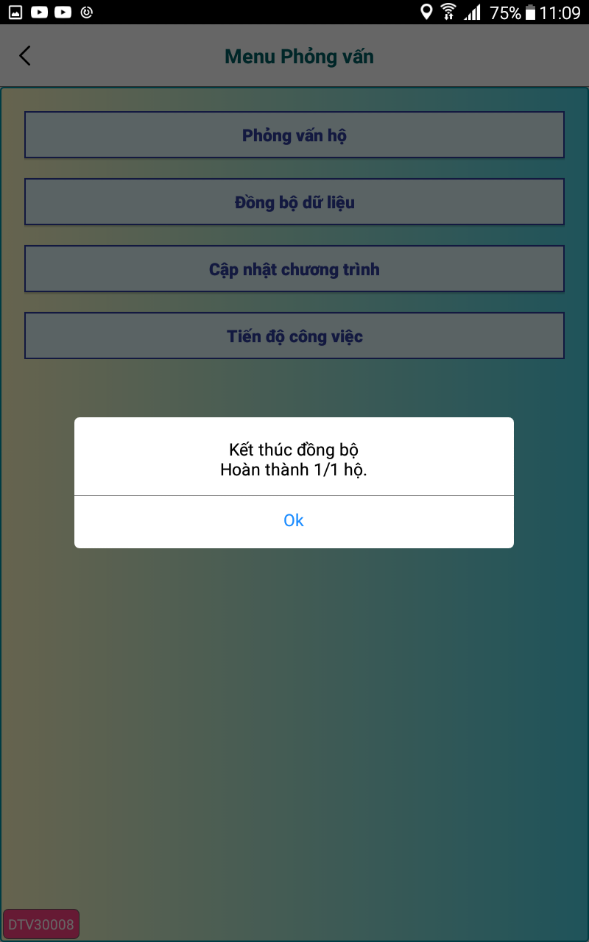 75% 11:09
Menu Phỏng vấn
Phỏng vấn hộ
Đồng bộ dữ liệu
Cập nhật chương trình
Tiến độ công việc
Kết thúc đồng bộ
Hoàn thành 1/1 hộ.
Ok
DTV30008